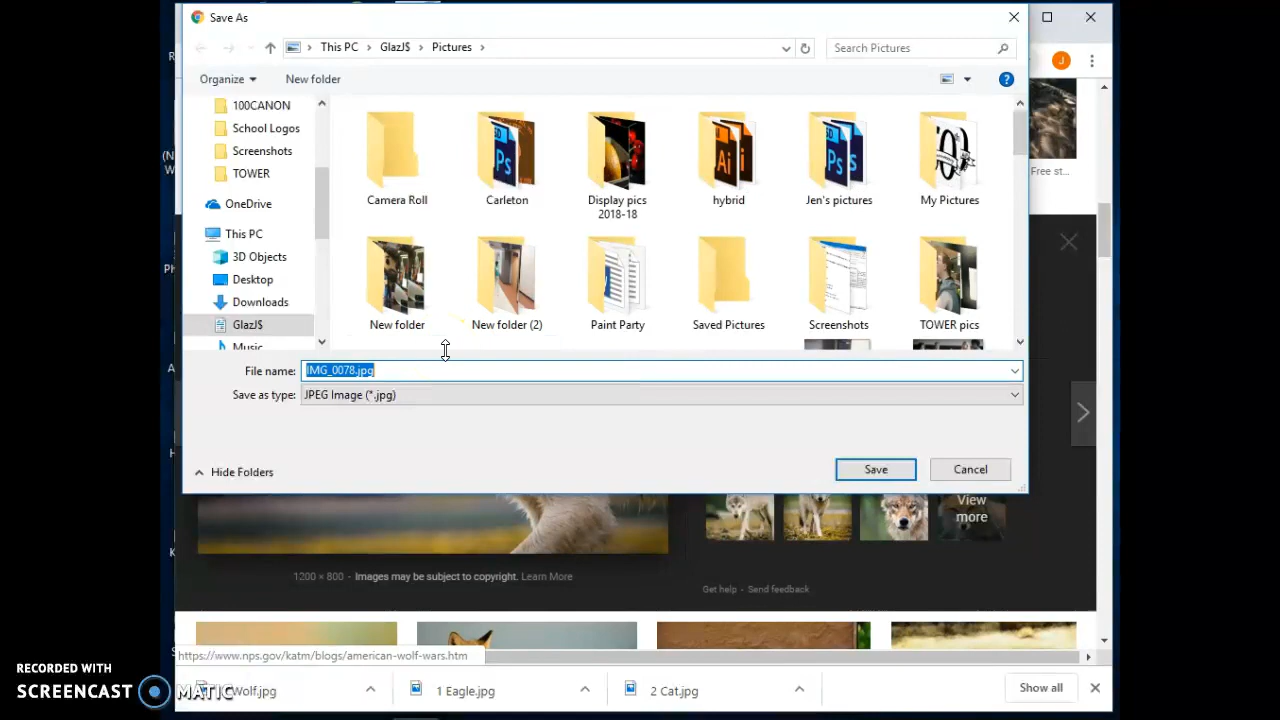 Save As
This PC > GlazJ$ > Pictures >
Search Pictures
Organize
New folder
J
100CANON
School Logos
Screenshots
TOWER
OneDrive
This PC
3D Objects
Desktop
Downloads
GlazJ$
Music
Camera Roll
Carleton
Display pics
2018-18
hybrid
Jen's pictures
My Pictures
New folder
New folder (2)
Paint Party
Saved Pictures
Screenshots
TOWER pics
Free st...
File name: IMG_0078.jpg
Save as type: JPEG Image (*.jpg)
Hide Folders
Save
Cancel
View
more
1200 × 800 - Images may be subject to copyright. Learn More
Get help - Send feedback
https://www.nps.gov/katm/blogs/american-wolf-wars.htm
Wolf.jpg
1 Eagle.jpg
2 Cat.jpg
Show all
RECORDED WITH
SCREENCAST MATIC